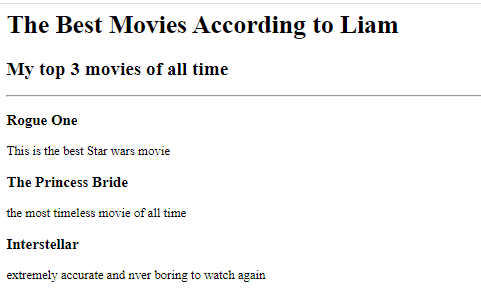 The Best Movies According to Liam
My top 3 movies of all time
Rogue One
This is the best Star wars movie
The Princess Bride
the most timeless movie of all time
Interstellar
extremely accurate and nver boring to watch again